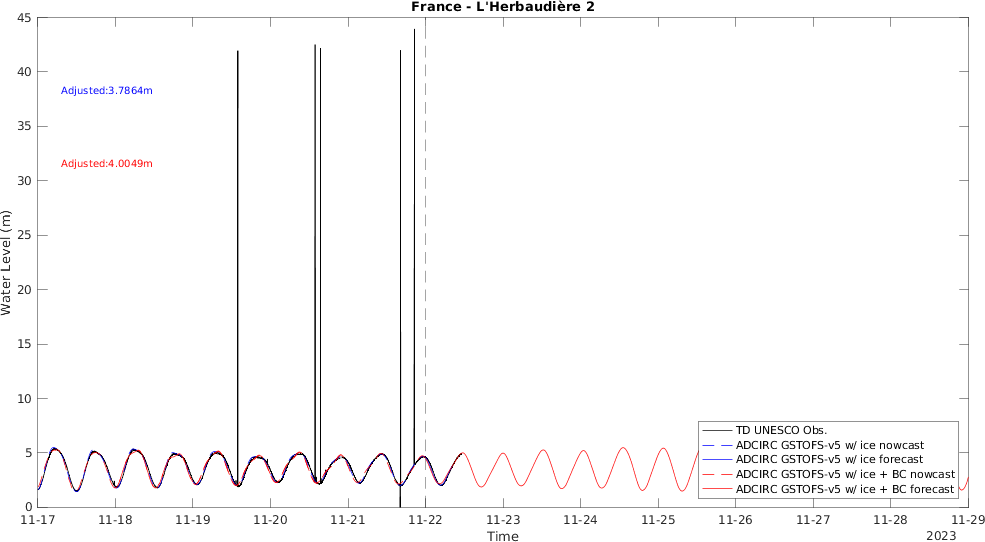 France - L'Herbaudière 2
45
40
35
30
25
20
15
10
5
0
Water Level (m)
Adjusted:3.7864m
Adjusted:4.0049m
TD UNESCO Obs.
ADCIRC GSTOFS-v5 w/ ice nowcast
ADCIRC GSTOFS-v5 w/ ice forecast
ADCIRC GSTOFS-v5 w/ ice + BC nowcast
ADCIRC GSTOFS-v5 w/ ice + BC forecast
11-17 11-18 11-19 11-20 11-21 11-22 11-23 11-24 11-25 11-26 11-27 11-28 11-29
Time
2023